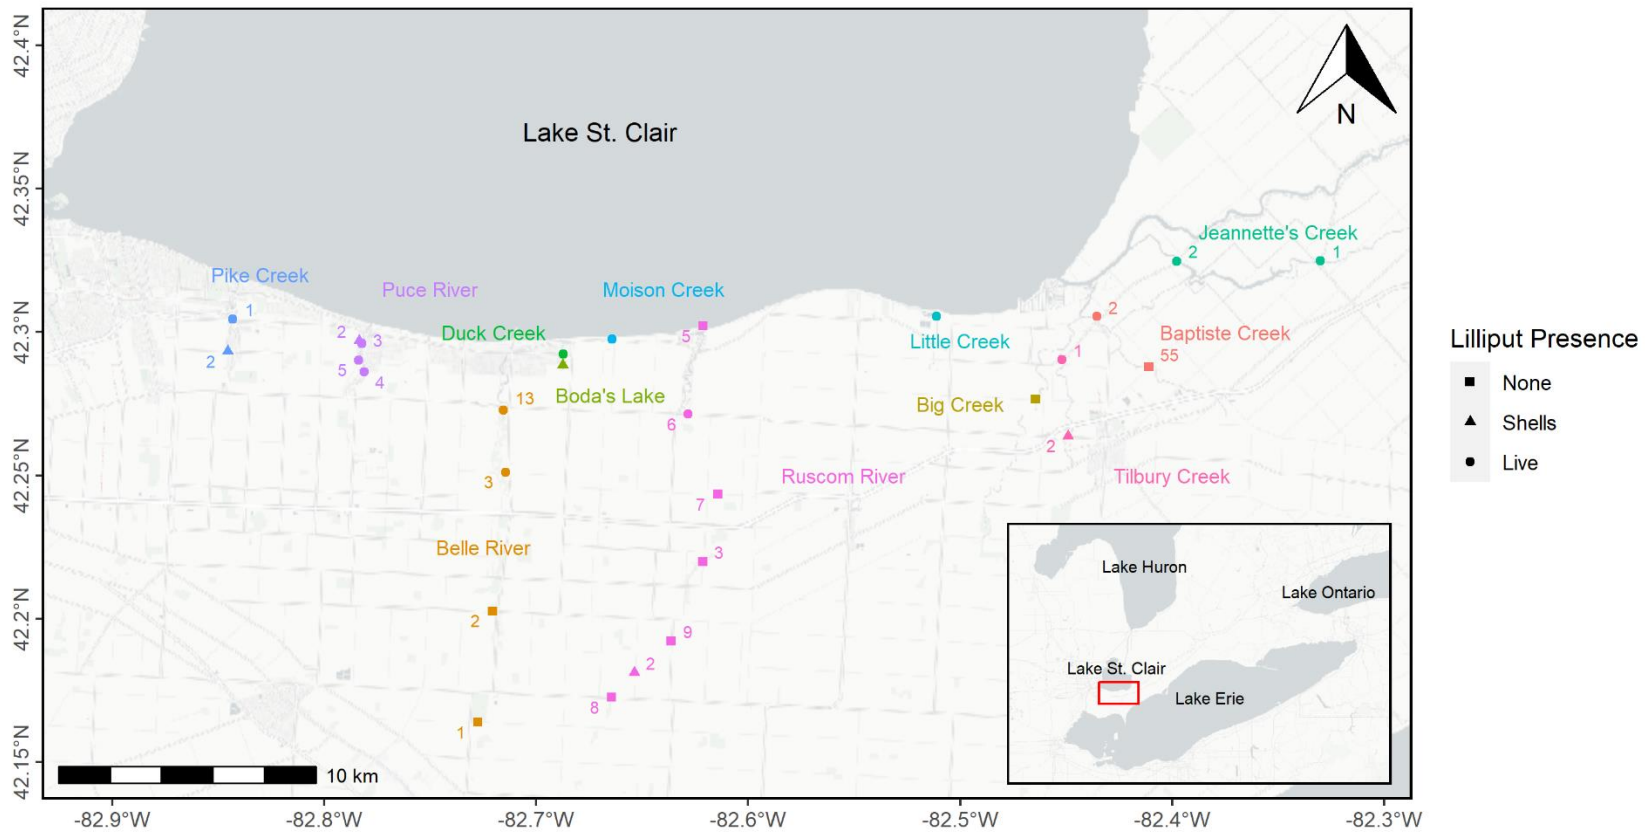 42.4°N
42.35°N
42.3°N
42.25°N
42.2°N
42.15°N
Lake St. Clair
N
Jeannette's Creek
2
1
Pike Creek
1
2
Puce River
2
3
5
4
Moison Creek
Duck Creek
Boda's Lake
5
6
Little Creek
2
Baptiste Creek
55
1
Big Creek
2
Tilbury Creek
13
3
Ruscom River
7
3
Belle River
2
9
2
8
1
10 km
Lake Huron
Lake Ontario
Lake St. Clair
Lake Erie
-82.9°W
-82.8°W
-82.7°W
-82.6°W
-82.5°W
-82.4°W
-82.3°W
Lilliput Presence
None
Shells
Live